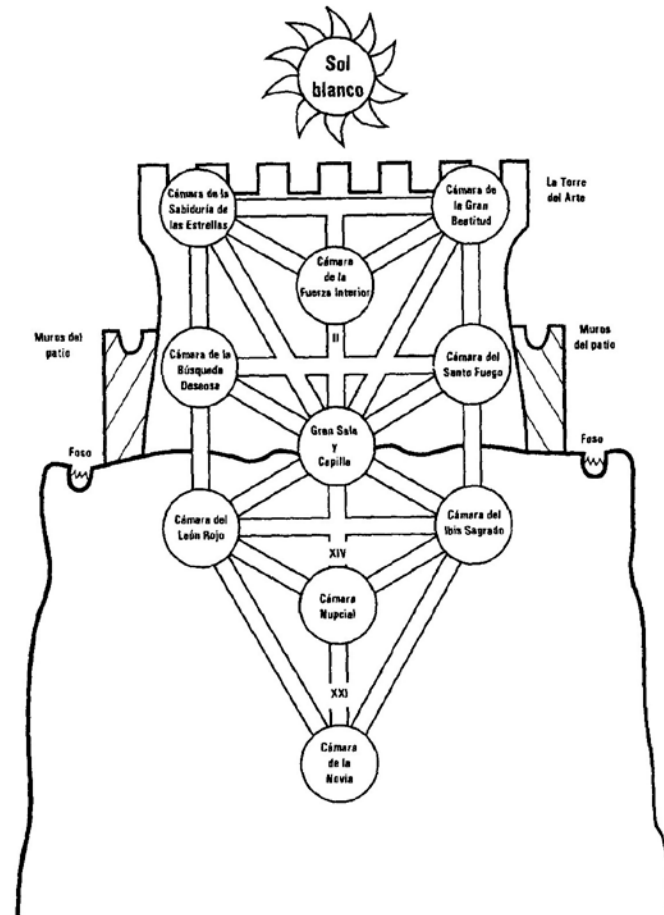 Sol
blanco
La Torre
del Arte
Cámara de la
Sabiduría de
las Estrellas
Cámara de
la Gran
Beatitud
Cámara
de la
Fuerza Interior
Muros del
patio
Muros
del patio
II
Cámara de la
Búsqueda
Deseosa
Cámara del
Santo Fuego
Gran Sala
y
Capilla
Foso
Foso
Cámara del
León Rojo
Cámara del
Ibis Sagrado
XIV
Cámara
Nupcial
XXI
Cámara
de la
Novia